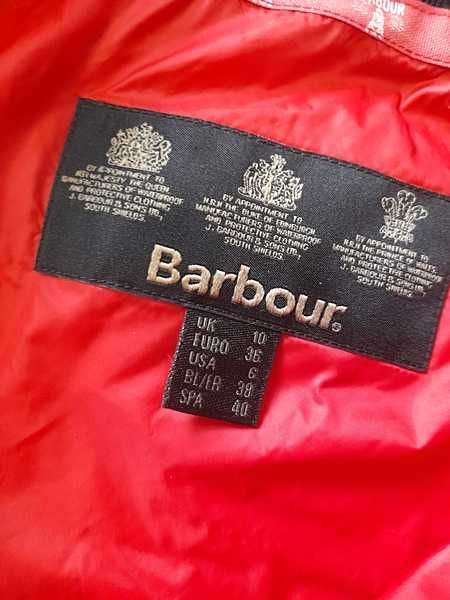 BARBOUR
BY APPOINTMENT TO
HER MAJESTY THE QUEEN
MANUFACTURERS OF WATERPROOF
AND PROTECTIVE CLOTHING
J. BARBOUR & SONS LTD,
SOUTH SHIELDS.
BY APPOINTMENT TO
H.R.H THE DUKE OF EDINBURGH
MANUFACTURERS OF WATERPROOF
AND PROTECTIVE CLOTHING
J. BARBOUR & SONS LTD,
SOUTH SHIELDS.
BY APPOINTMENT TO
H.R.H THE PRINCE OF WALES
MANUFACTURERS OF WATERPROOF
AND PROTECTIVE CLOTHING
J. BARBOUR & SONS LTD,
SOUTH SHIELDS.
Barbour®
UK 10
EURO 36
USA 6
BL/ER 38
SPA 40